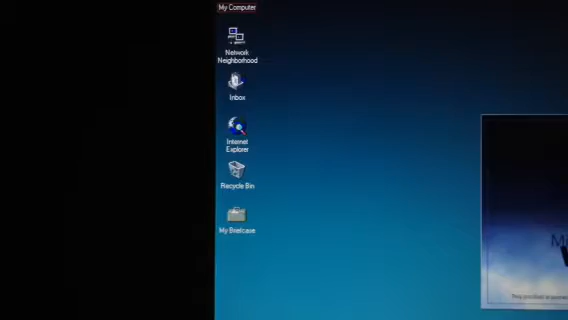 My Computer
Network
Neighborhood
Inbox
Internet
Explorer
Recycle Bin
My Briefcase